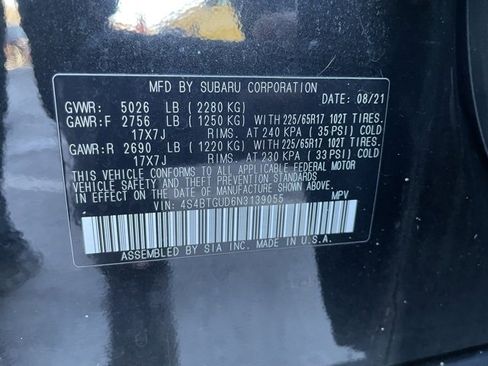 MFD BY SUBARU CORPORATION
DATE: 08/21
GVWR: 5026 LB ( 2280 KG)
GAWR:F 2756 LB ( 1250 KG) WITH 225/65R17 102T TIRES.
17X7J RIMS. AT 240 KPA ( 35 PSI) COLD
GAWR:R 2690 LB ( 1220 KG) WITH 225/65R17 102T TIRES.
17X7J RIMS. AT 230 KPA ( 33 PSI) COLD
THIS VEHICLE CONFORMS TO ALL APPLICABLE FEDERAL MOTOR
VEHICLE SAFETY, BUMPER, AND THEFT PREVENTION STANDARDS
IN EFFECT ON THE DATE OF MANUFACTURE SHOWN ABOVE.
VIN: 4S4BTGUD6N3139055 MPV
ASSEMBLED BY SIA INC. MADE IN U.S.A.